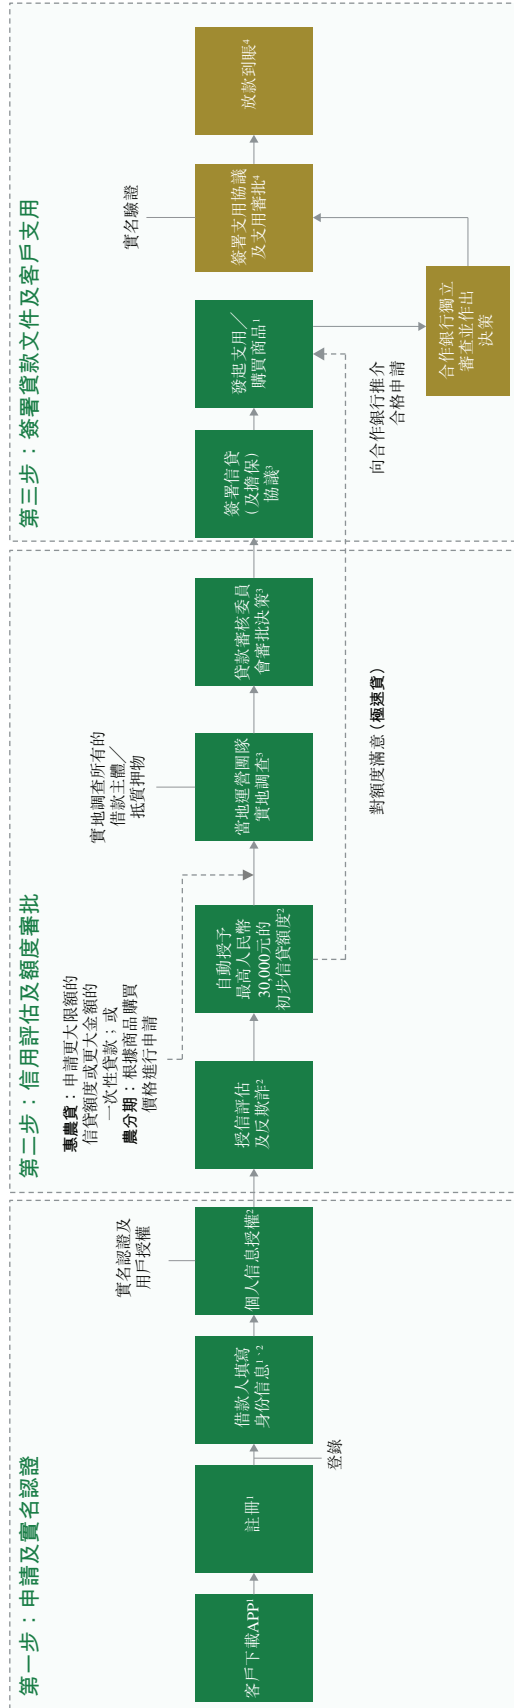 第一步：申請及實名認證
客戶下載APP¹
註冊¹
登錄
借款人填寫
身份信息¹˒²
實名認證及
用戶授權
個人信息授權²
第二步：信用評估及額度審批
授信評估
及反欺詐²
惠農貸：申請更大限額的
信貸額度或更大金額的
一次性貸款；或
農分期：根據商品購買
價格進行申請
自動授予
最高人民幣
30,000元的
初步信貸額度²
實地調查所有的
借款主體／
抵質押物
當地運營團隊
實地調查³
貸款審核委員
會審批決策³
對額度滿意（極速貸）
第三步：簽署貸款文件及客戶支用
簽署信貸
（及擔保）
協議³
發起支用／
購買商品¹
向合作銀行推介
合格申請
合作銀行獨立
審查並作出
決策
實名驗證
簽署支用協議
及支用審批⁴
放款到賬⁴